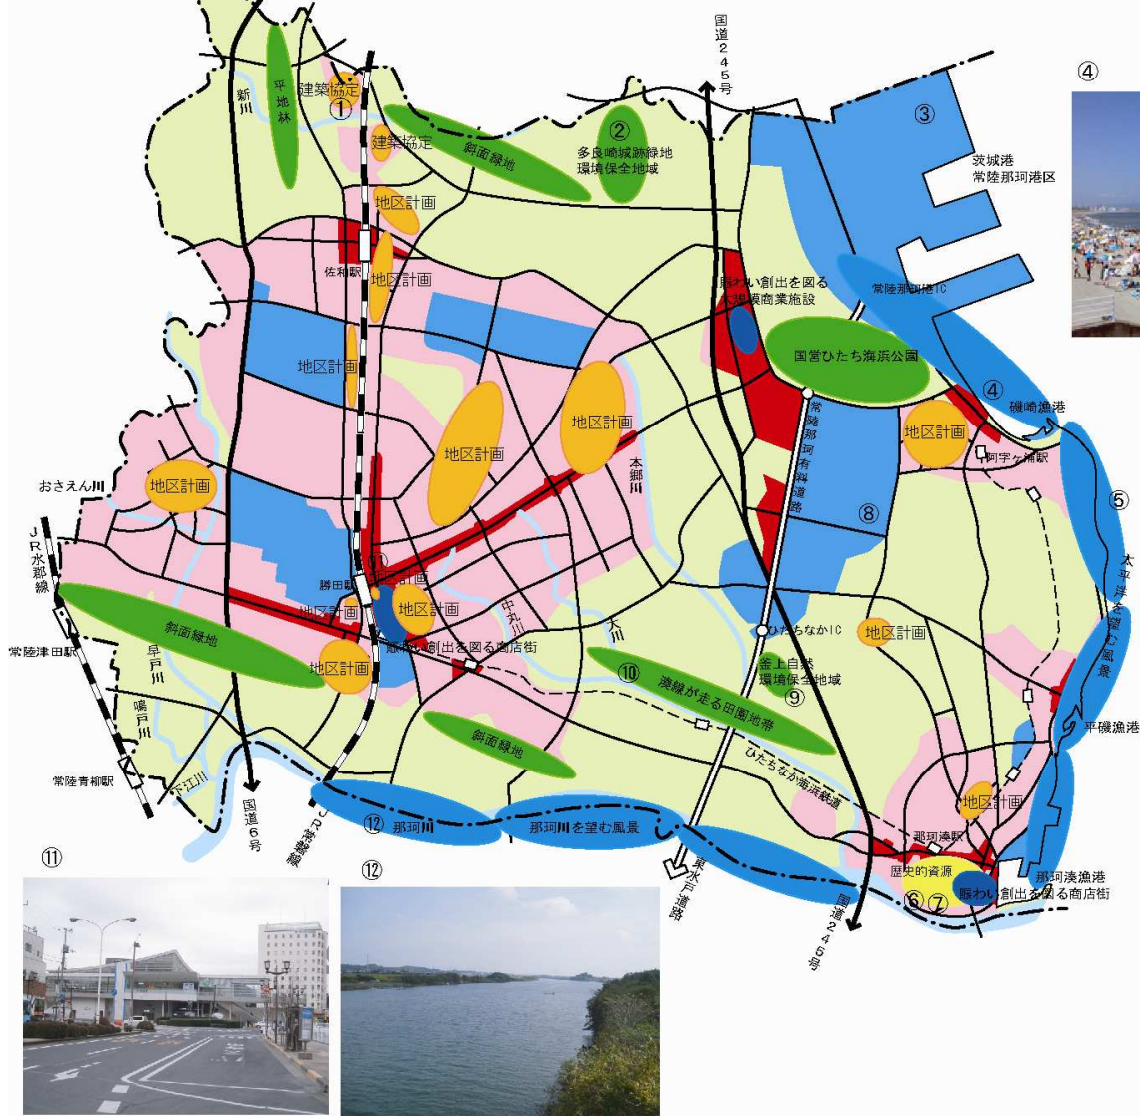 国道245号
④
新川
平地林
建築協定
①
建築協定
斜面緑地
②
多良崎城跡緑地
環境保全地域
③
茨城港
常陸那珂港区
地区計画
佐和駅
地区計画
賑わい創出を図る
大規模商業施設
常陸那珂港IC
国営ひたち海浜公園
地区計画
④
磯崎漁港
地区計画
地区計画
地区計画
阿字ヶ浦駅
常陸那珂有料道路
本郷川
おさえん川
地区計画
⑤
⑧
JR水郡線
太平洋を望む風景
⑪
勝田駅
地区計画
地区計画
地区計画
中丸川
大川
ひたちなかIC
地区計画
斜面緑地
賑わい創出を図る商店街
地区計画
常陸津田駅
早戸川
⑩
湊線が走る田園地帯
釜上自然
環境保全地域
⑨
鳴戸川
斜面緑地
平磯漁港
常陸青柳駅
下江川
ひたちなか海浜鉄道
国道6号
JR常磐線
⑫
那珂川
那珂川を望む風景
地区計画
那珂湊駅
東水戸道路
歴史的資源
⑥
⑦
那珂湊漁港
賑わい創出を図る商店街
国道245号
⑪
⑫